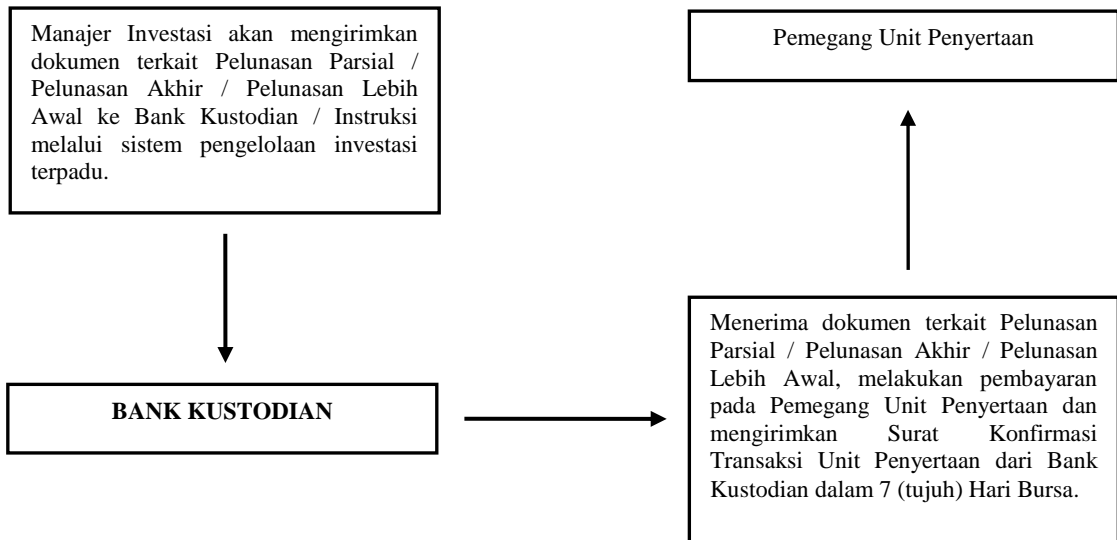 Manajer Investasi akan mengirimkan
dokumen terkait Pelunasan Parsial /
Pelunasan Akhir / Pelunasan Lebih
Awal ke Bank Kustodian / Instruksi
melalui sistem pengelolaan investasi
terpadu.
BANK KUSTODIAN
Menerima dokumen terkait Pelunasan
Parsial / Pelunasan Akhir / Pelunasan
Lebih Awal, melakukan pembayaran
pada Pemegang Unit Penyertaan dan
mengirimkan Surat Konfirmasi
Transaksi Unit Penyertaan dari Bank
Kustodian dalam 7 (tujuh) Hari Bursa.
Pemegang Unit Penyertaan